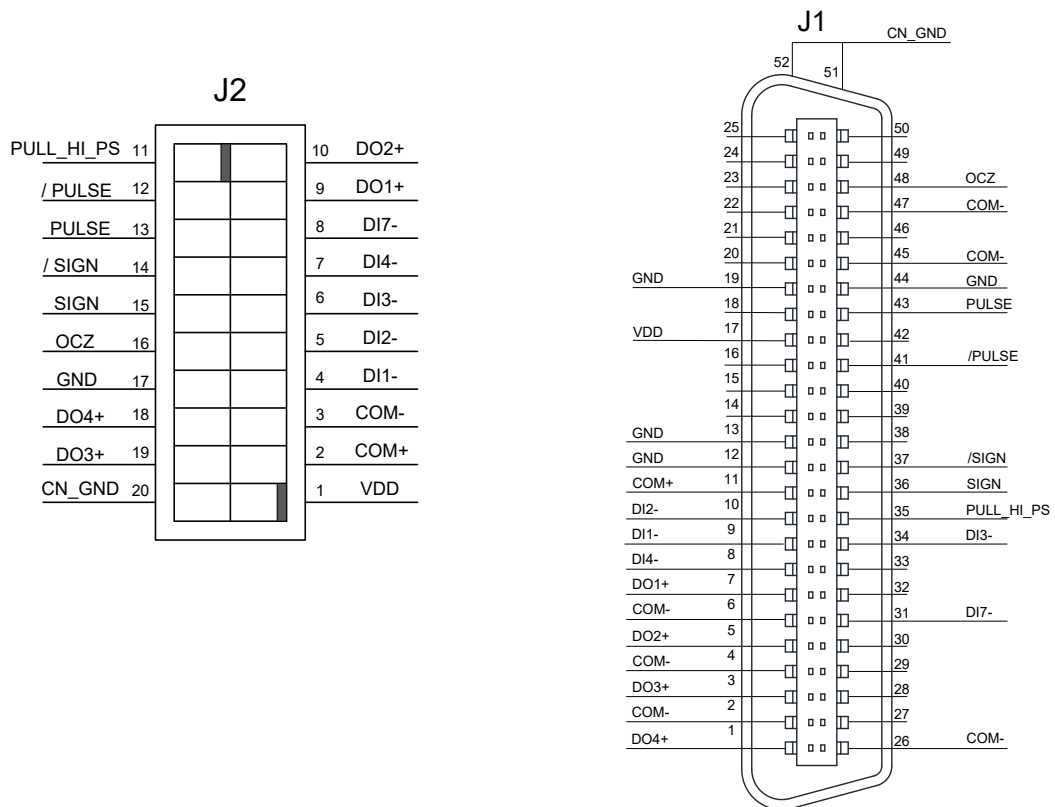 J2
PULL_HI_PS 11 10 DO2+
/ PULSE 12 9 DO1+
PULSE 13 8 DI7-
/ SIGN 14 7 DI4-
SIGN 15 6 DI3-
OCZ 16 5 DI2-
GND 17 4 DI1-
DO4+ 18 3 COM-
DO3+ 19 2 COM+
CN_GND 20 1 VDD
J1
CN_GND
52 51
25 50
24 49
23 48 OCZ
22 47 COM-
21 46
20 45 COM-
GND 19 44 GND
18 43 PULSE
VDD 17 42
16 41 /PULSE
15 40
14 39
GND 13 38
GND 12 37 /SIGN
COM+ 11 36 SIGN
DI2- 10 35 PULL_HI_PS
DI1- 9 34 DI3-
DI4- 8 33
DO1+ 7 32
COM- 6 31 DI7-
DO2+ 5 30
COM- 4 29
DO3+ 3 28
COM- 2 27
DO4+ 1 26 COM-